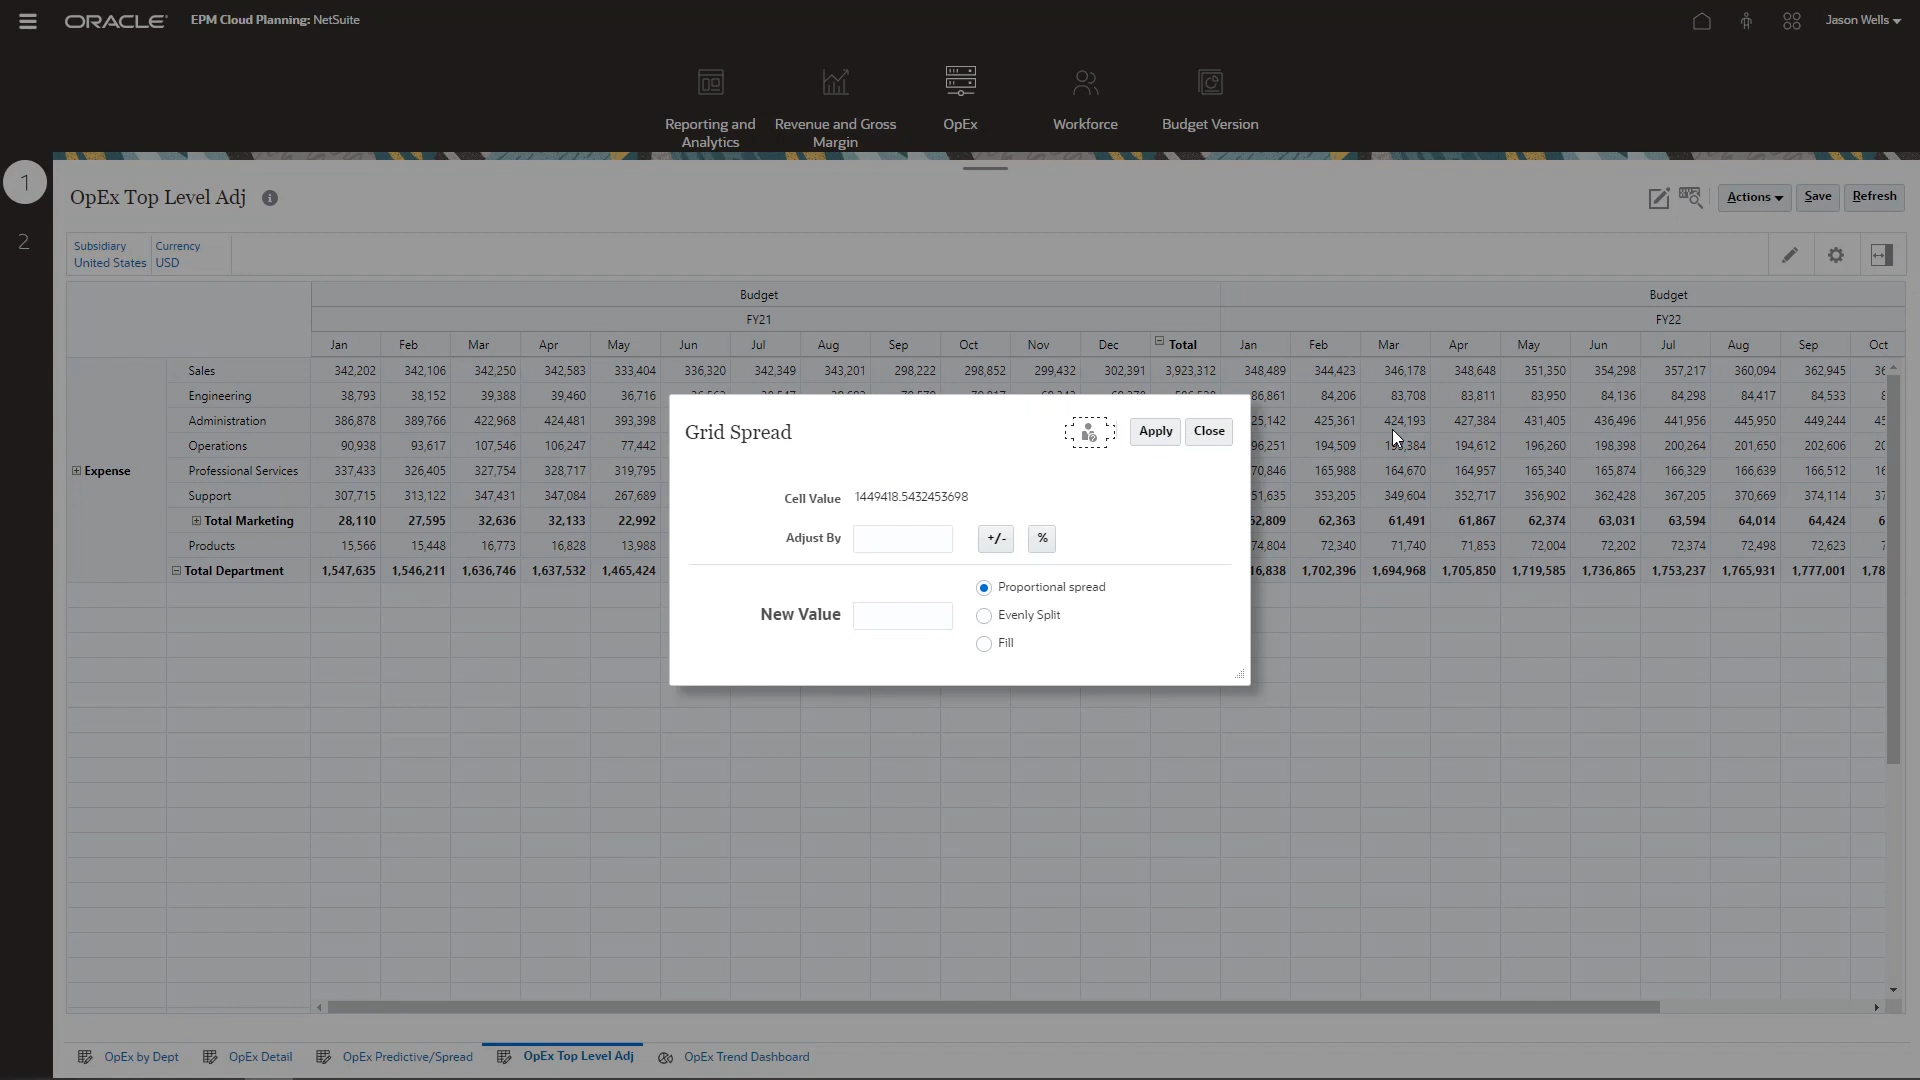 ORACLE EPM Cloud Planning: NetSuite
Jason Wells
Reporting and Analytics
Revenue and Gross Margin
OpEx
Workforce
Budget Version
1
2
OpEx Top Level Adj
Actions
Save
Refresh
Subsidiary
United States
Currency
USD
Budget Budget
FY21 FY22
Jan Feb Mar Apr May Jun Jul Aug Sep Oct Nov Dec Total Jan Feb Mar Apr May Jun Jul Aug Sep Oct
Expense
Sales 342,202 342,106 342,250 342,583 333,404 336,320 342,349 343,201 298,222 298,852 299,432 302,391 3,923,312 348,489 344,423 346,178 348,648 351,350 354,298 357,217 360,094 362,945
Engineering 38,793 38,152 39,388 39,460 36,716 84,206 83,708 83,811 83,950 84,136 84,298 84,417 84,533
Administration 386,878 389,766 422,968 424,481 393,398 425,361 424,193 427,384 431,405 436,496 441,956 445,950 449,244
Operations 90,938 93,617 107,546 106,247 77,442 194,509 194,612 196,260 198,398 200,264 201,650 202,606
Professional Services 337,433 326,405 327,754 328,717 319,795 165,988 164,670 164,957 165,340 165,874 166,329 166,639 166,512
Support 307,715 313,122 347,431 347,084 267,689 353,205 349,604 352,717 356,902 362,428 367,205 370,669 374,114
Total Marketing 28,110 27,595 32,636 32,133 22,992 62,363 61,491 61,867 62,374 63,031 63,594 64,014 64,424
Products 15,566 15,448 16,773 16,828 13,988 74,804 72,340 71,740 71,853 72,004 72,202 72,374 72,498 72,623
Total Department 1,547,635 1,546,211 1,636,746 1,637,532 1,465,424 1,702,396 1,694,968 1,705,850 1,719,585 1,736,865 1,753,237 1,765,931 1,777,001
Grid Spread
Apply
Close
Cell Value 1449418.5432453698
Adjust By
+/-
%
New Value
Proportional spread
Evenly Split
Fill
OpEx by Dept
OpEx Detail
OpEx Predictive/Spread
OpEx Top Level Adj
OpEx Trend Dashboard